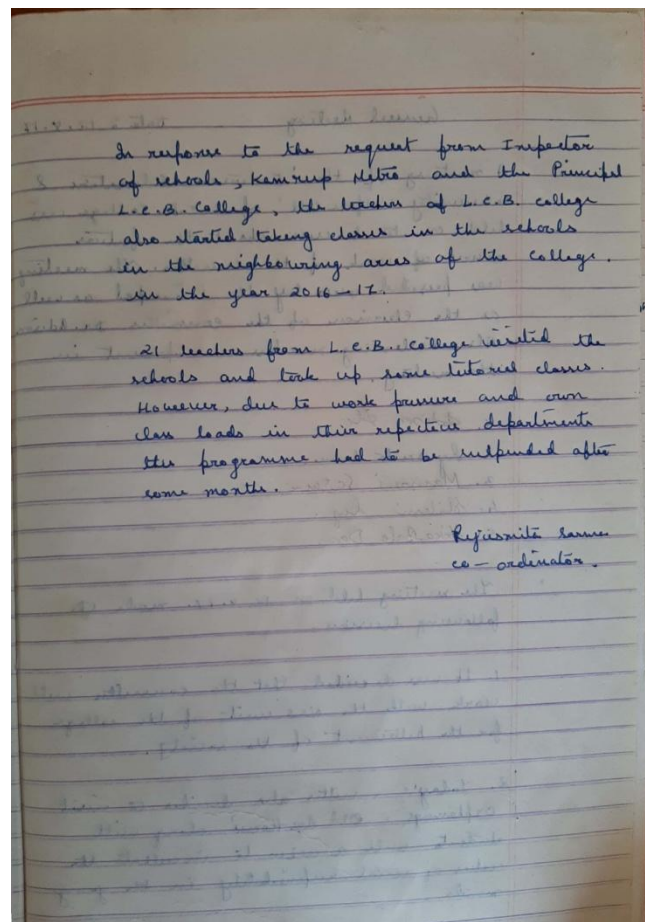 In response to the request from Inspector
of schools, Kamrup Metro and the Principal
L.C.B. College, the teachers of L.C.B. college
also started taking classes in the schools
in the neighbouring areas of the college.
in the year 2016-17.
21 teachers from L.C.B. College visited the
schools and took up some tutorial classes.
However, due to work pressure and own
class loads in their respective departments
the programme had to be suspended after
some months.
Sarma
co-ordinator.